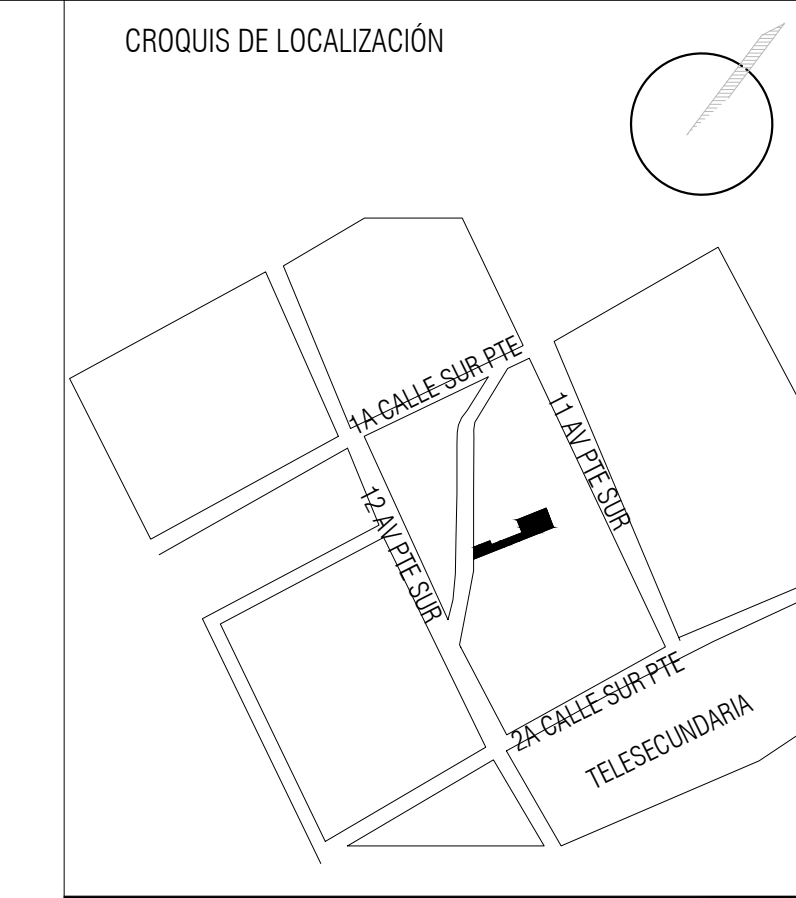 CROQUIS DE LOCALIZACIÓN
1A CALLE SUR PTE
11 AV PTE SUR
12 AV PTE SUR
2A CALLE SUR PTE
TELESECUNDARIA